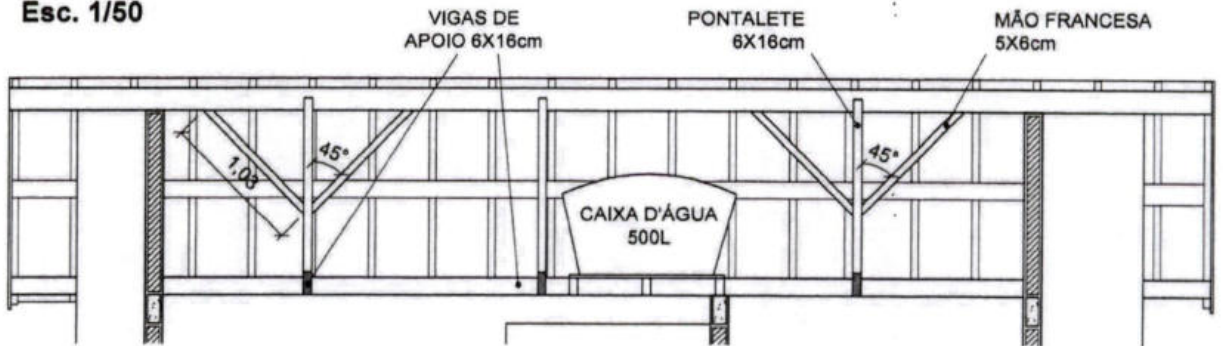 Esc. 1/50
VIGAS DE
APOIO 6X16cm
PONTALETE
6X16cm
MÃO FRANCESA
5X6cm
45°
1,03
45°
CAIXA D'ÁGUA
500L